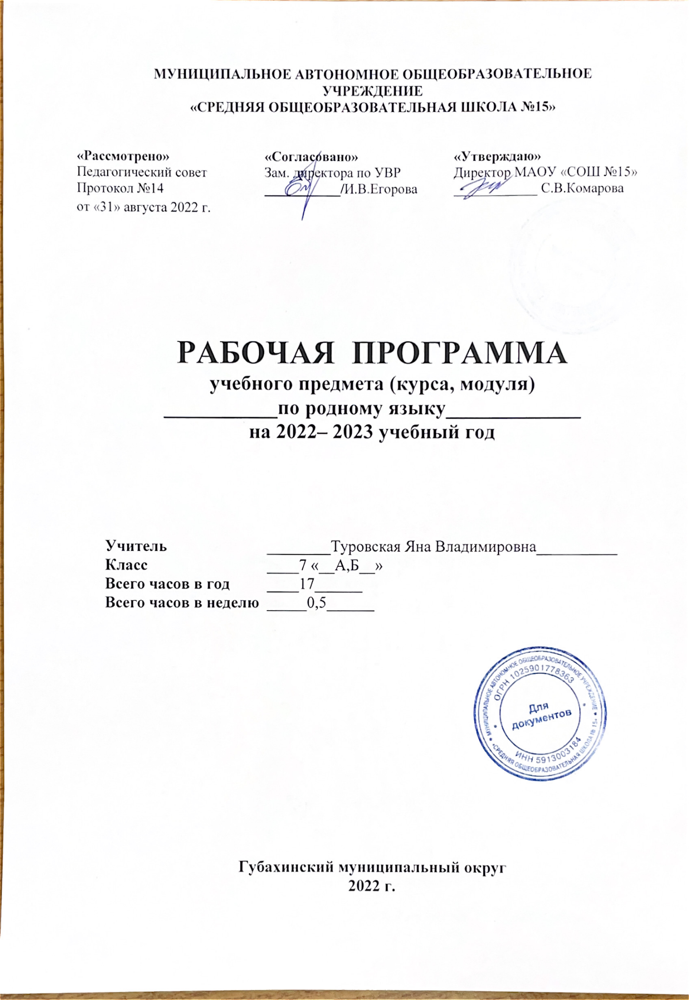 МУНИЦИПАЛЬНОЕ АВТОНОМНОЕ ОБЩЕОБРАЗОВАТЕЛЬНОЕ
УЧРЕЖДЕНИЕ
«СРЕДНЯЯ ОБЩЕОБРАЗОВАТЕЛЬНАЯ ШКОЛА №15»
«Рассмотрено»
Педагогический совет
Протокол №14
от «31» августа 2022 г.
«Согласовано»
Зам. директора по УВР
___________/И.В.Егорова
«Утверждаю»
Директор МАОУ «СОШ №15»
____________ С.В.Комарова
РАБОЧАЯ ПРОГРАММА
учебного предмета (курса, модуля)
___________по родному языку_____________
на 2022– 2023 учебный год
Учитель ________Туровская Яна Владимировна__________
Класс ____7 «__А,Б__»
Всего часов в год ____17______
Всего часов в неделю _____0,5______
МУНИЦИПАЛЬНОЕ АВТОНОМНОЕ ОБЩЕОБРАЗОВАТЕЛЬНОЕ УЧРЕЖДЕНИЕ
«СРЕДНЯЯ ОБЩЕОБРАЗОВАТЕЛЬНАЯ ШКОЛА № 15»
ОГРН 1025901778363
Для
документов
ИНН 5913003184
Губахинский муниципальный округ
2022 г.